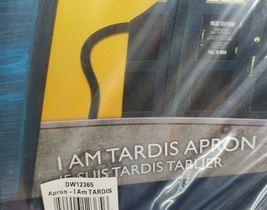 POLICE TELEPHONE
PULL TO OPEN
I AM TARDIS APRON
JE SUIS TARDIS TABLIER
DW12365
Apron - I Am TARDIS